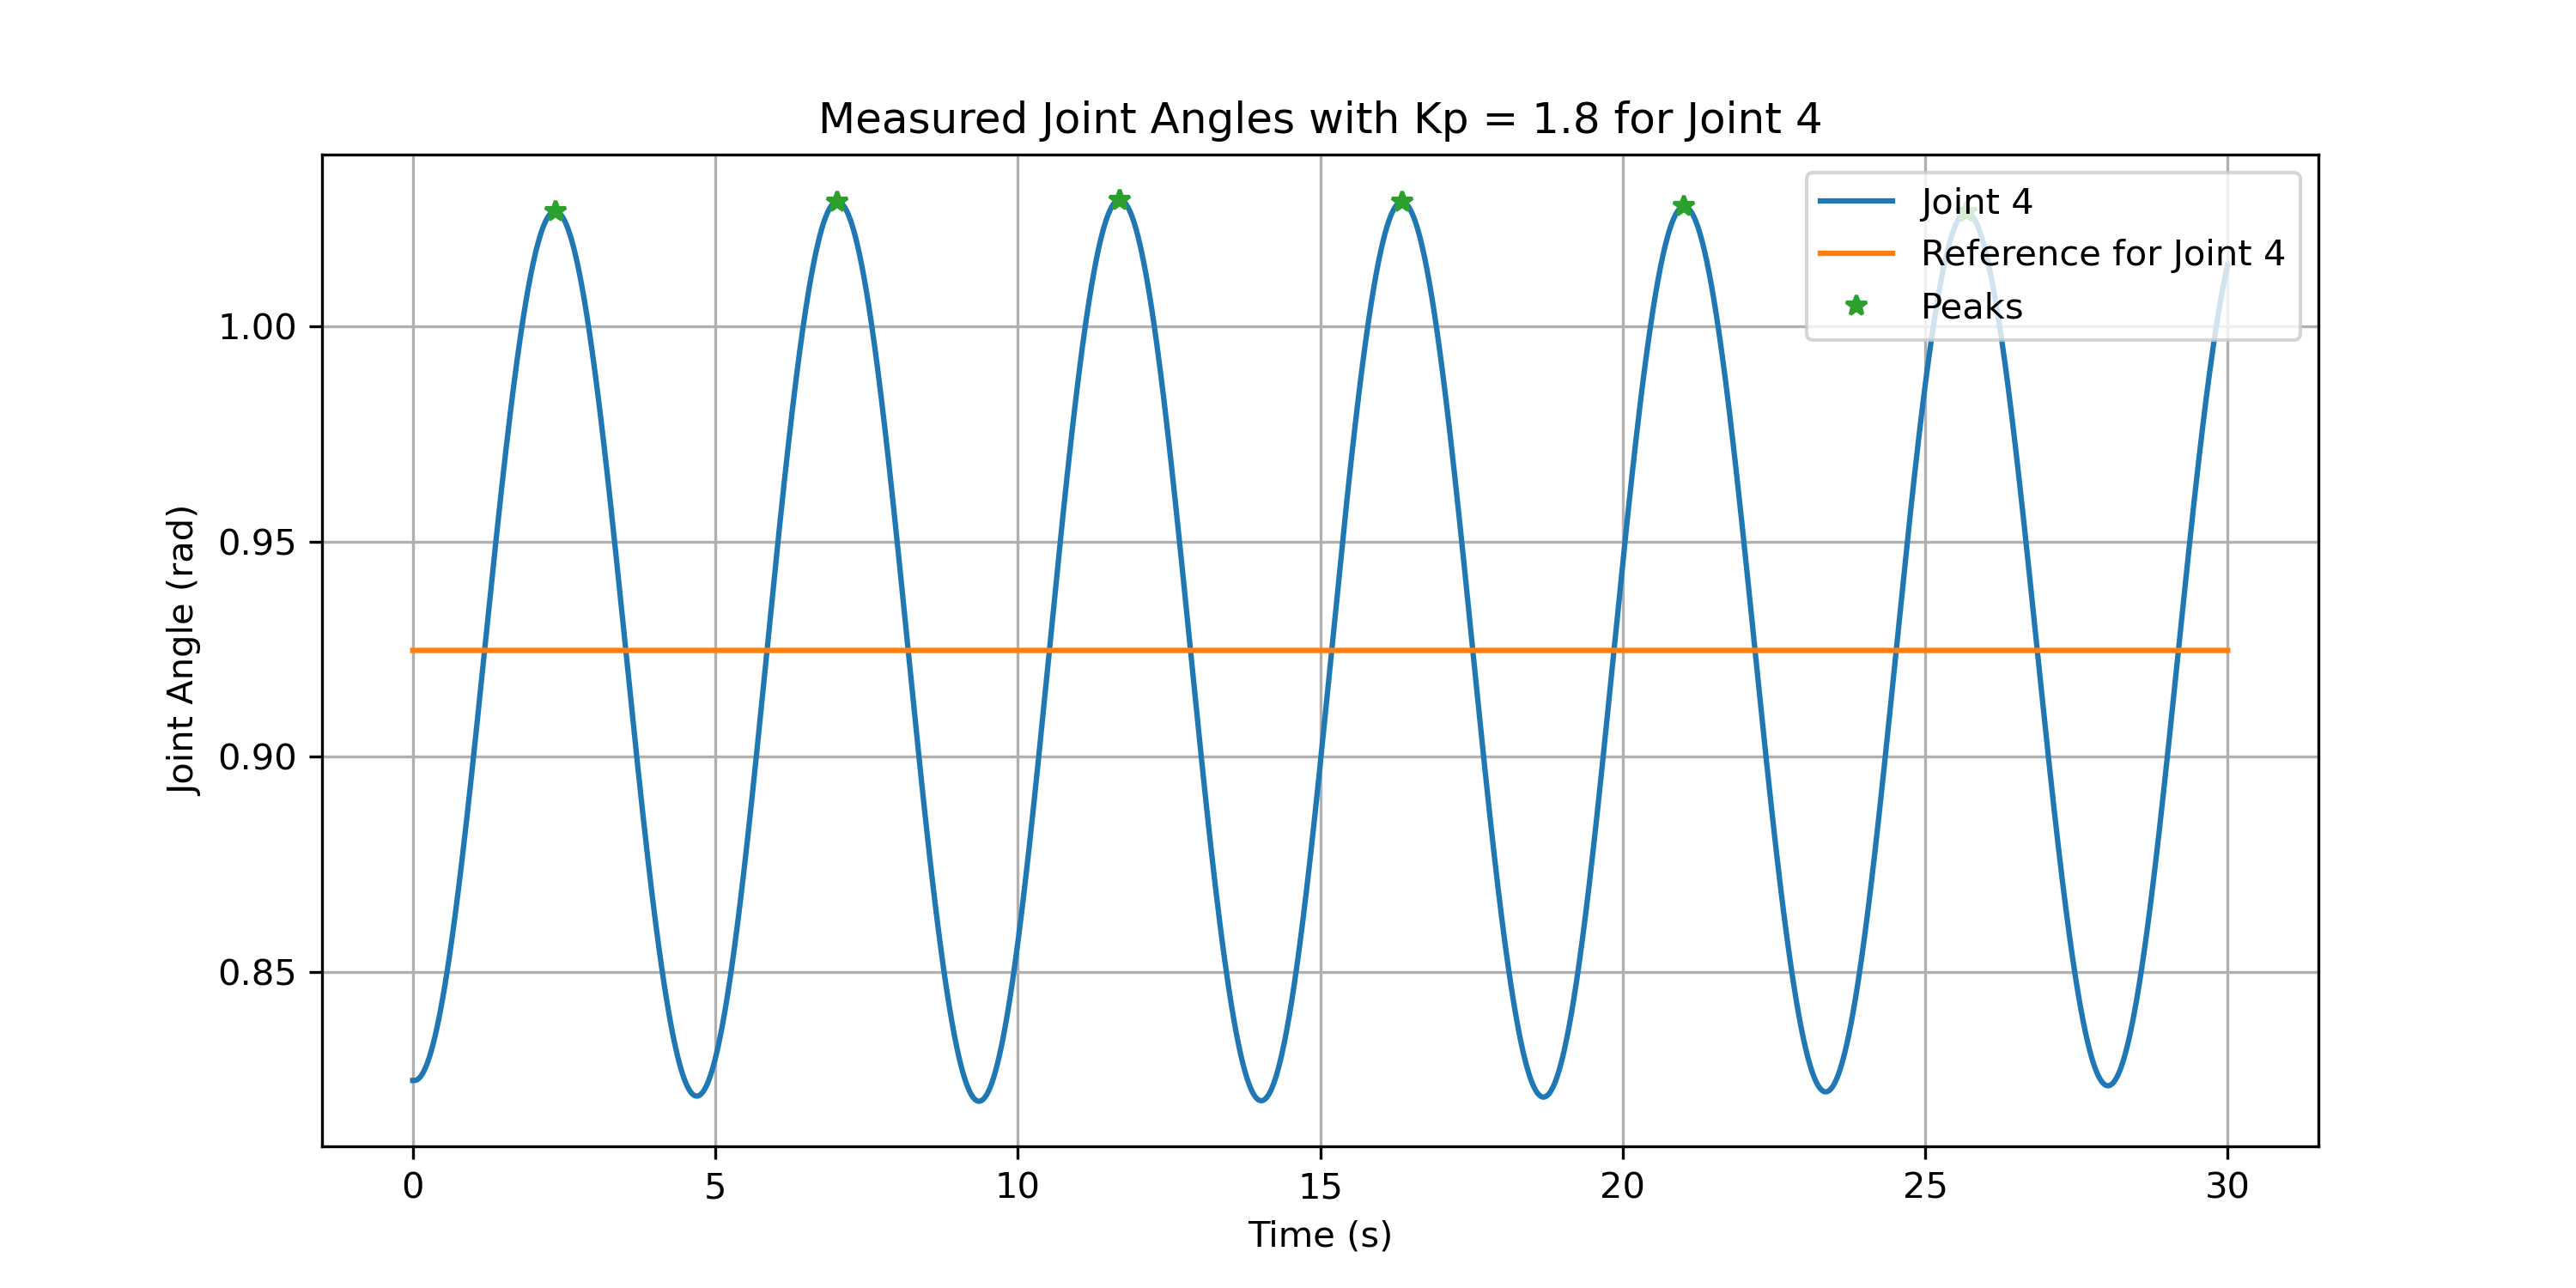 Measured Joint Angles with Kp = 1.8 for Joint 4
Joint 4
Reference for Joint 4
Peaks
1.00
0.95
0.90
0.85
Joint Angle (rad)
0 5 10 15 20 25 30
Time (s)